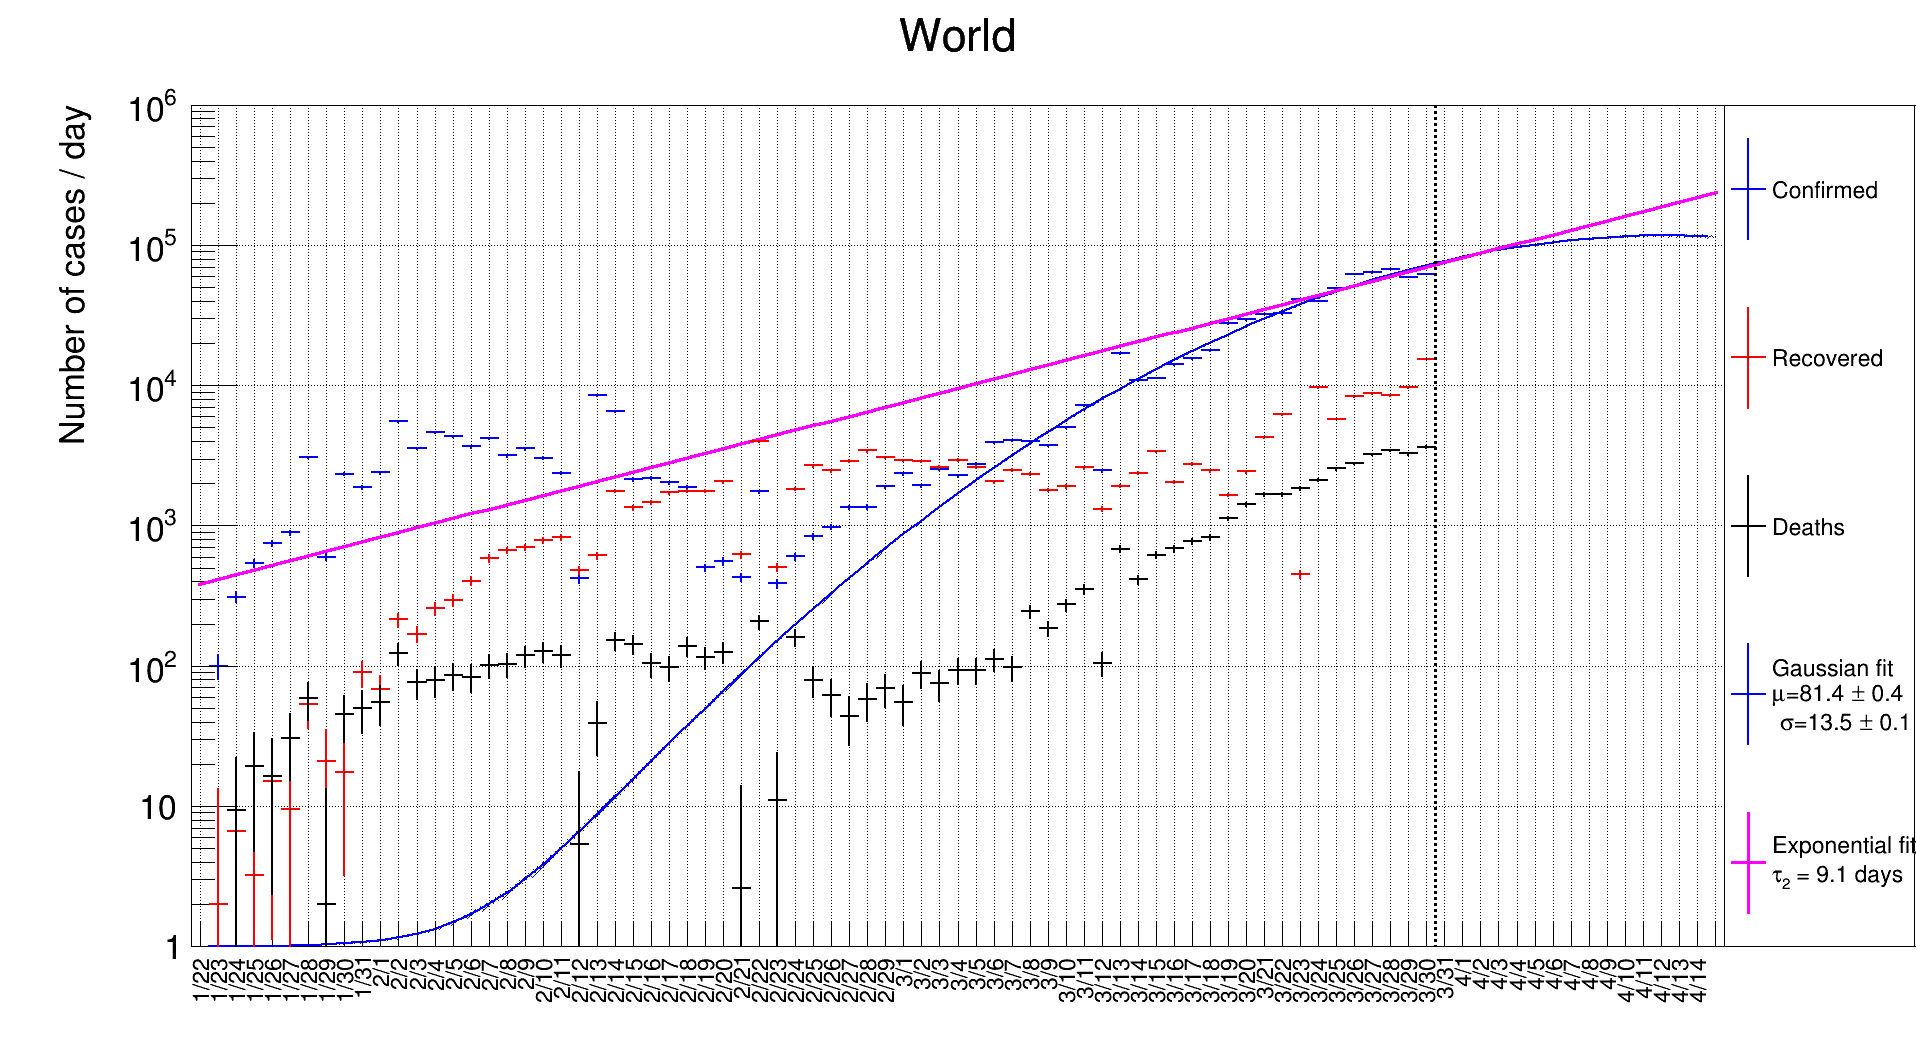 World
Number of cases / day
10⁶
10⁵
10⁴
10³
10²
10
1
1/22 1/23 1/24 1/25 1/26 1/27 1/28 1/29 1/30 1/31 2/1 2/2 2/3 2/4 2/5 2/6 2/7 2/8 2/9 2/10 2/11 2/12 2/13 2/14 2/15 2/16 2/17 2/18 2/19 2/20 2/21 2/22 2/23 2/24 2/25 2/26 2/27 2/28 2/29 3/1 3/2 3/3 3/4 3/5 3/6 3/7 3/8 3/9 3/10 3/11 3/12 3/13 3/14 3/15 3/16 3/17 3/18 3/19 3/20 3/21 3/22 3/23 3/24 3/25 3/26 3/27 3/28 3/29 3/30 3/31 4/1 4/2 4/3 4/4 4/5 4/6 4/7 4/8 4/9 4/10 4/11 4/12 4/13 4/14
Confirmed
Recovered
Deaths
Gaussian fit
μ=81.4 ± 0.4
σ=13.5 ± 0.1
Exponential fit
τ₂ = 9.1 days